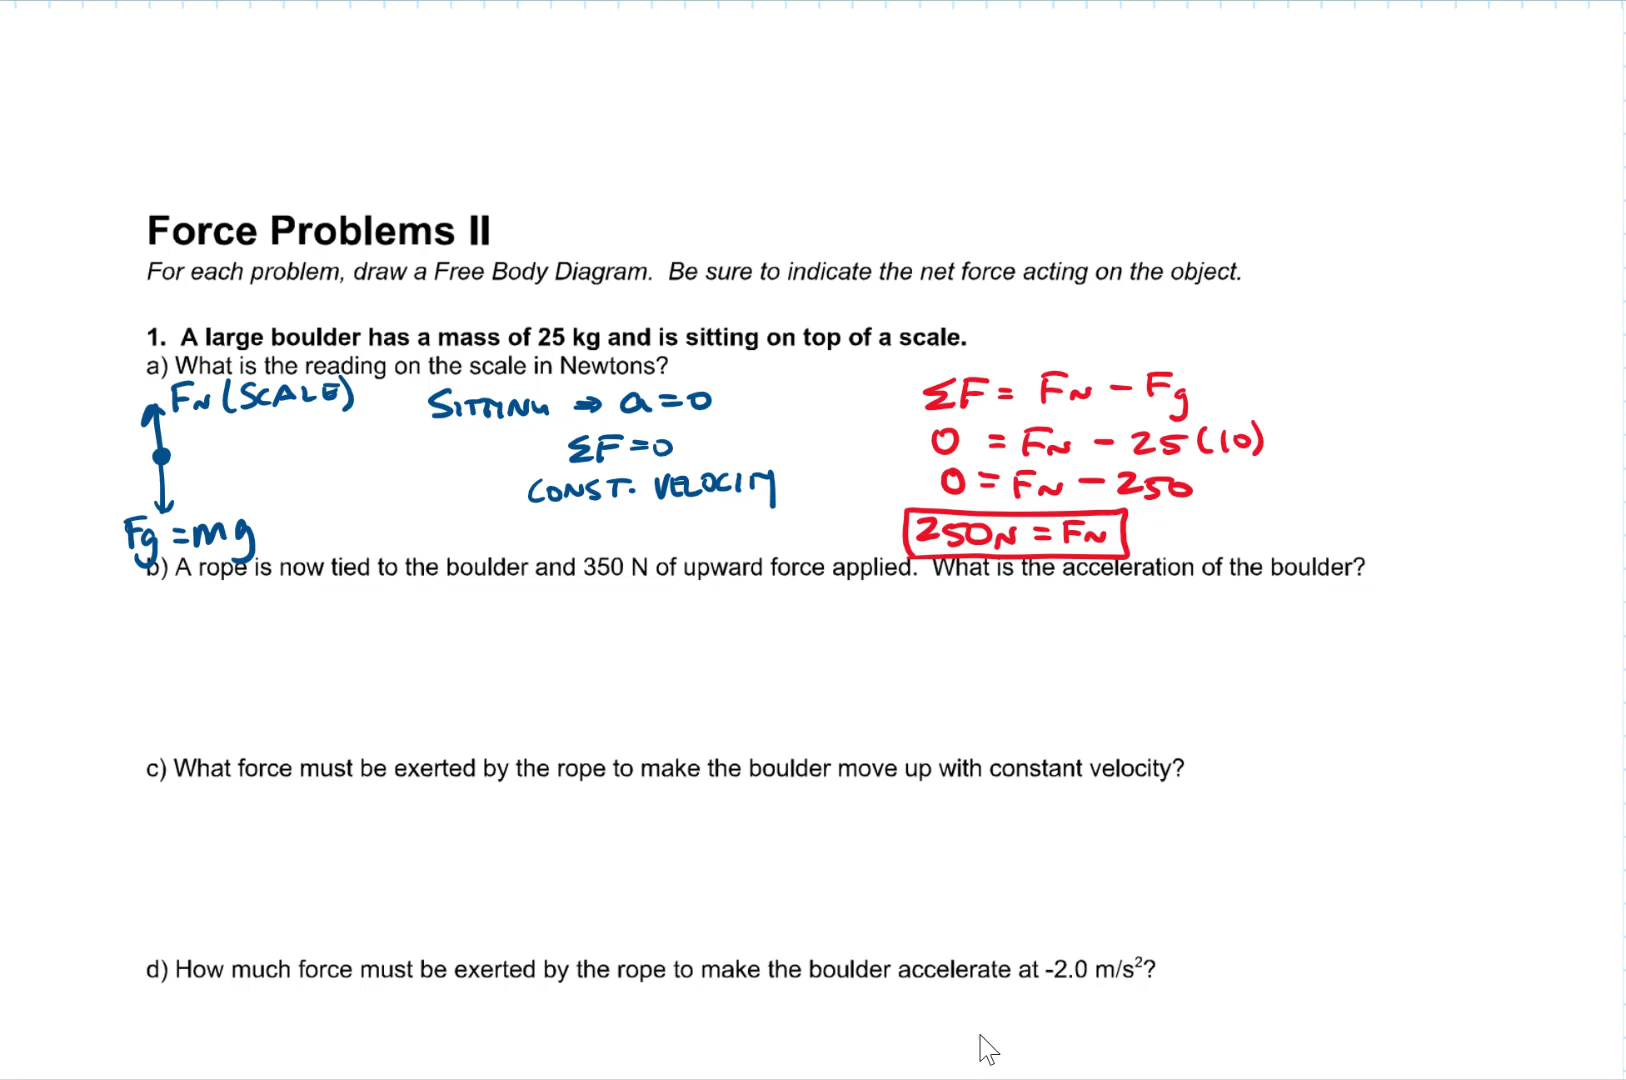 Force Problems II
For each problem, draw a Free Body Diagram. Be sure to indicate the net force acting on the object.
1. A large boulder has a mass of 25 kg and is sitting on top of a scale.
a) What is the reading on the scale in Newtons?
FN (SCALE)
Fg = mg
SITTING ⇒ a = 0
ΣF = 0
CONST. VELOCITY
ΣF = FN - Fg
0 = FN - 25(10)
0 = FN - 250
250N = FN
b) A rope is now tied to the boulder and 350 N of upward force applied. What is the acceleration of the boulder?
c) What force must be exerted by the rope to make the boulder move up with constant velocity?
d) How much force must be exerted by the rope to make the boulder accelerate at -2.0 m/s²?